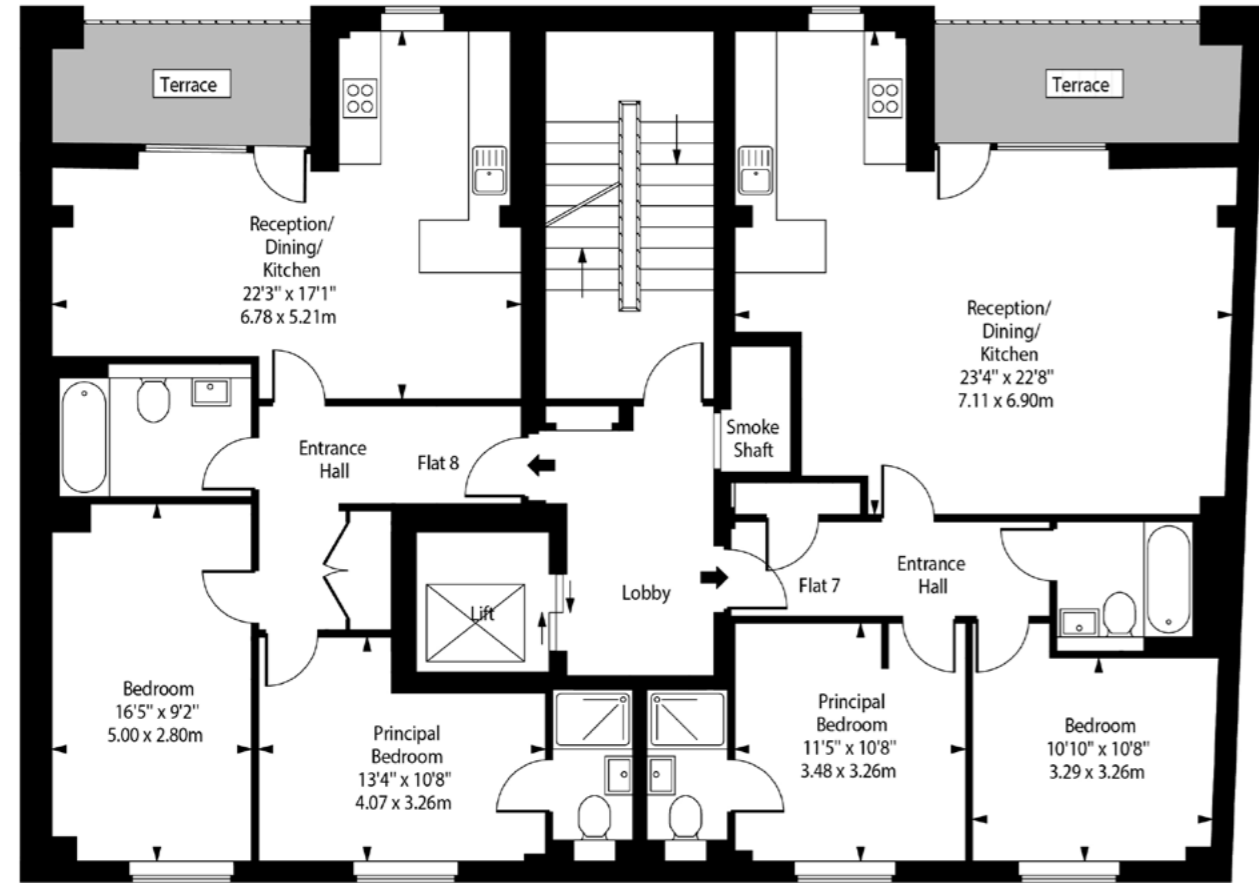 Terrace
Terrace
Reception/
Dining/
Kitchen
22'3" x 17'1"
6.78 x 5.21m
Reception/
Dining/
Kitchen
23'4" x 22'8"
7.11 x 6.90m
Smoke
Shaft
Entrance
Hall
Flat 8
Lobby
Lift
Flat 7
Entrance
Hall
Bedroom
16'5" x 9'2"
5.00 x 2.80m
Principal
Bedroom
13'4" x 10'8"
4.07 x 3.26m
Principal
Bedroom
11'5" x 10'8"
3.48 x 3.26m
Bedroom
10'10" x 10'8"
3.29 x 3.26m